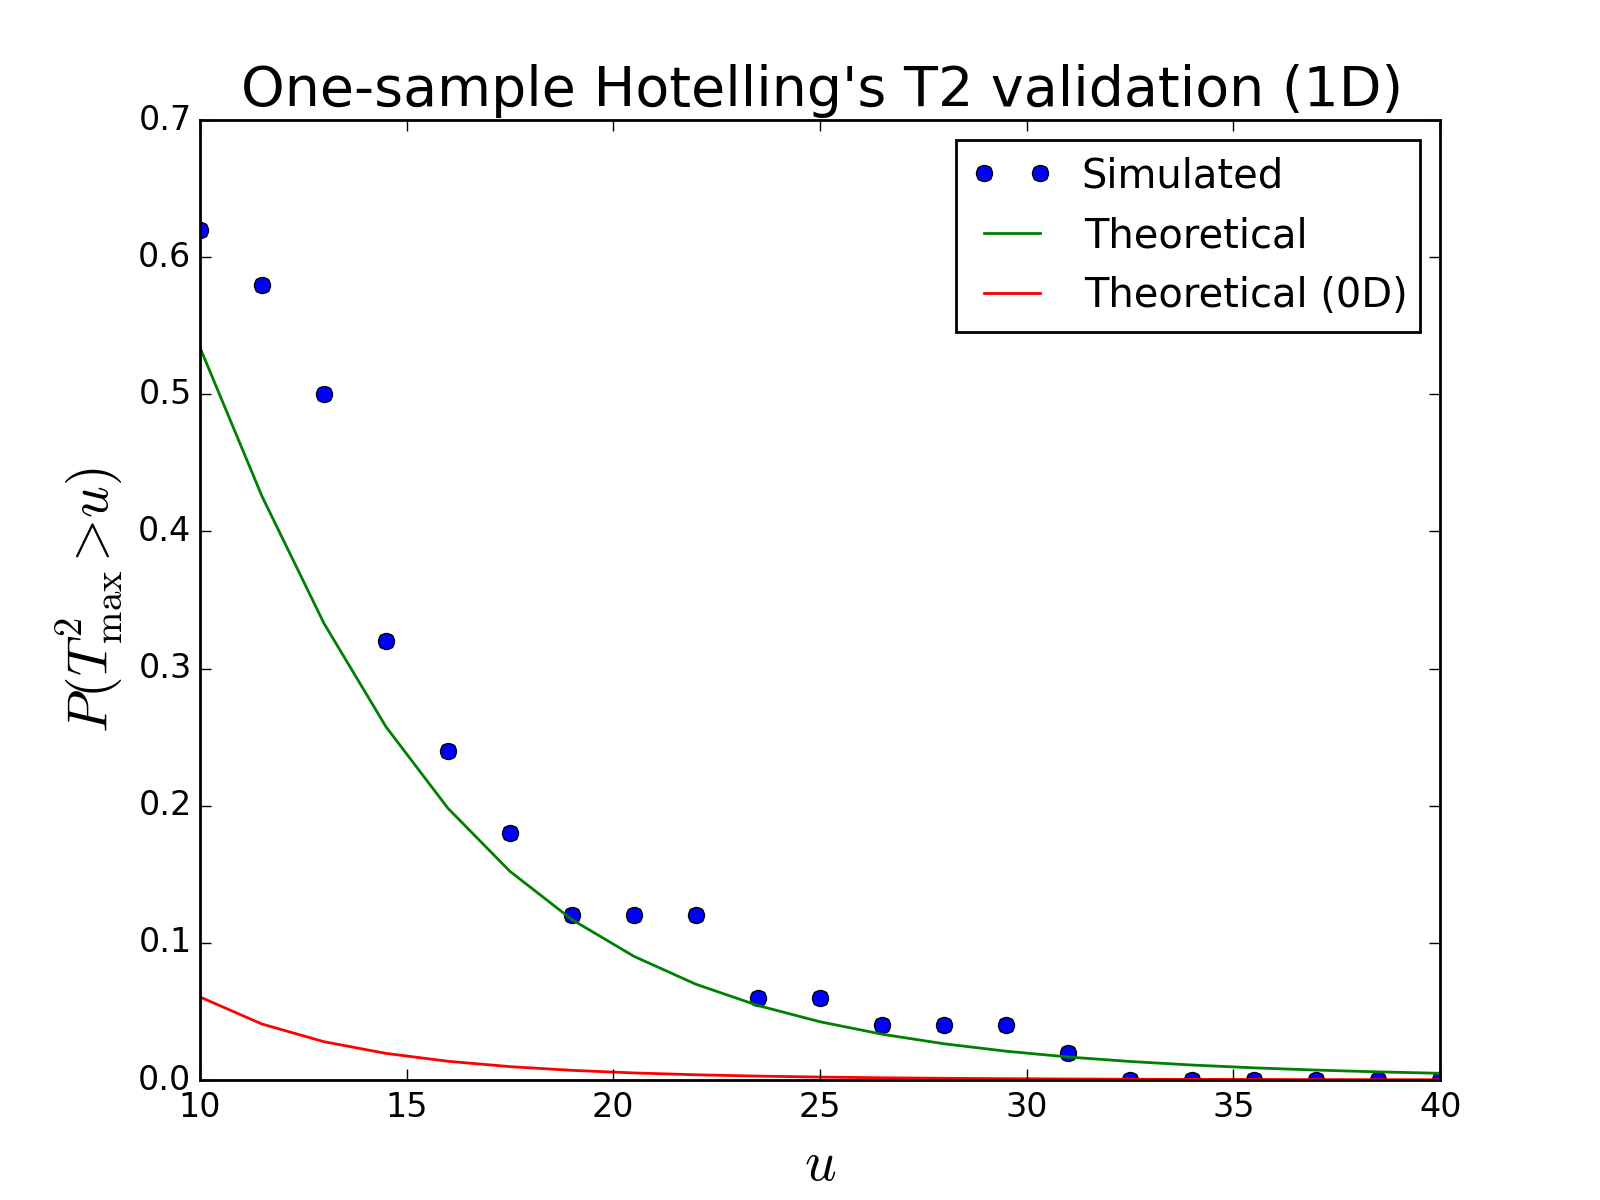 One-sample Hotelling's T2 validation (1D)
0.7
0.6
0.5
0.4
0.3
0.2
0.1
0.0
P(T²max > u)
Simulated
Theoretical
Theoretical (0D)
10 15 20 25 30 35 40
u